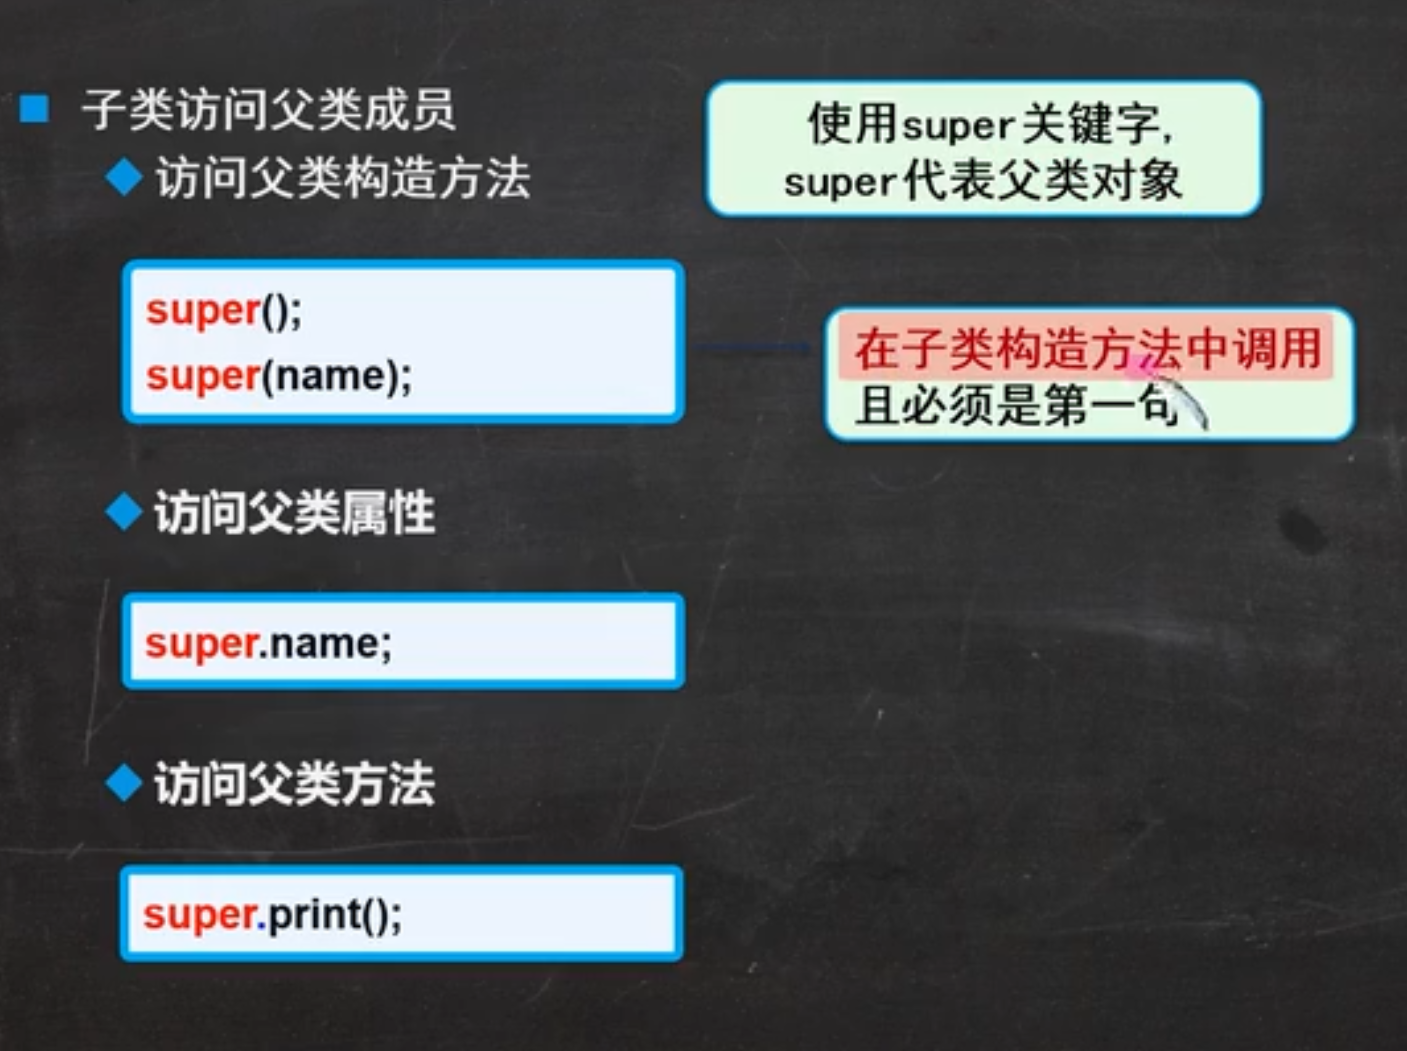 子类访问父类成员
使用super关键字,
super代表父类对象
访问父类构造方法
super();
super(name);
在子类构造方法中调用
且必须是第一句
访问父类属性
super.name;
访问父类方法
super.print();